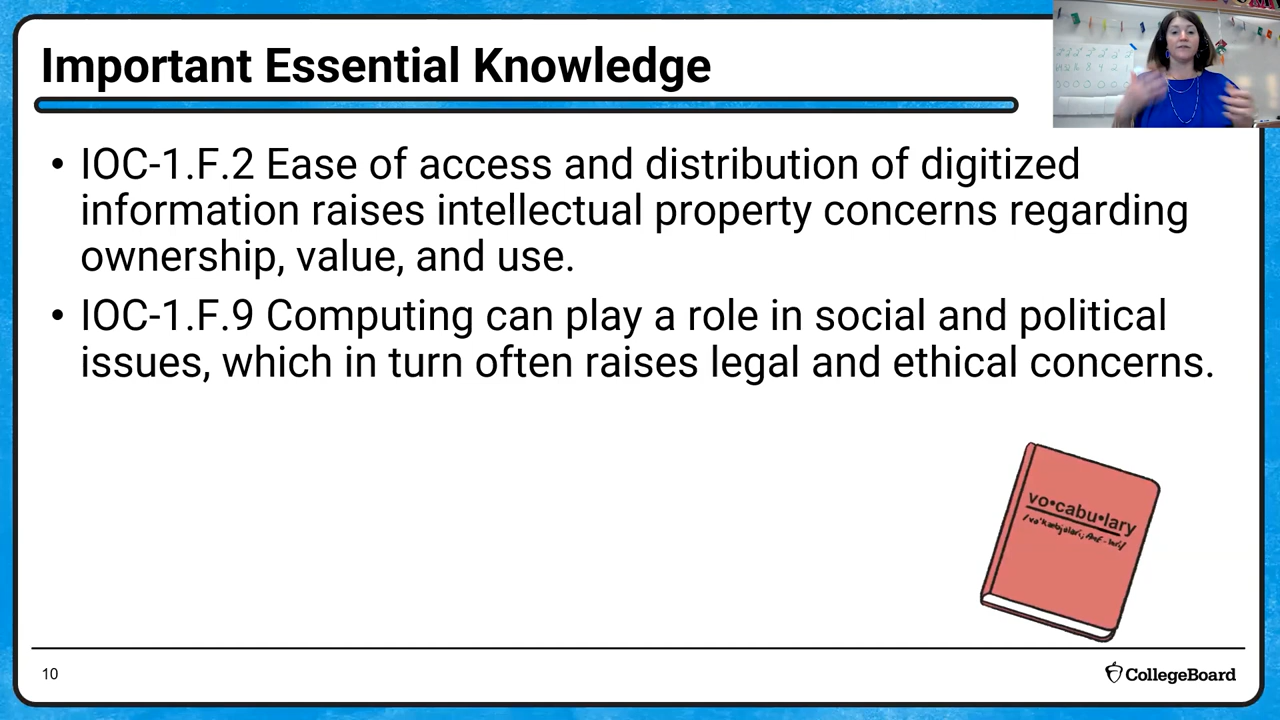 Important Essential Knowledge
• IOC-1.F.2 Ease of access and distribution of digitized
information raises intellectual property concerns regarding
ownership, value, and use.
• IOC-1.F.9 Computing can play a role in social and political
issues, which in turn often raises legal and ethical concerns.
vo•cabu•lary
10
CollegeBoard